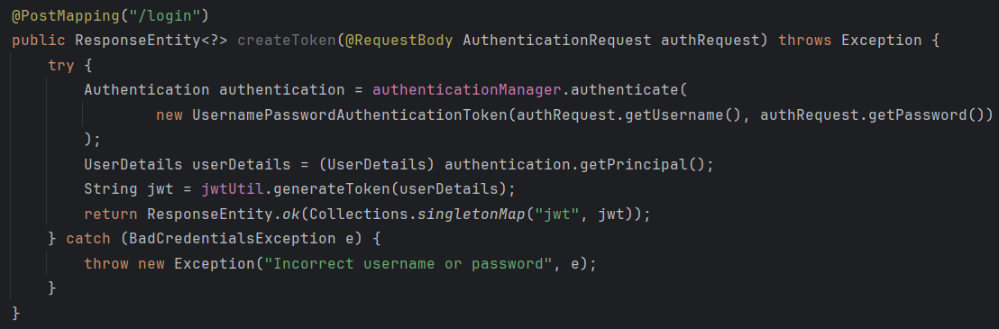 @PostMapping("/login")
public ResponseEntity<?> createToken(@RequestBody AuthenticationRequest authRequest) throws Exception {
    try {
        Authentication authentication = authenticationManager.authenticate(
                new UsernamePasswordAuthenticationToken(authRequest.getUsername(), authRequest.getPassword())
        );
        UserDetails userDetails = (UserDetails) authentication.getPrincipal();
        String jwt = jwtUtil.generateToken(userDetails);
        return ResponseEntity.ok(Collections.singletonMap("jwt", jwt));
    } catch (BadCredentialsException e) {
        throw new Exception("Incorrect username or password", e);
    }
}